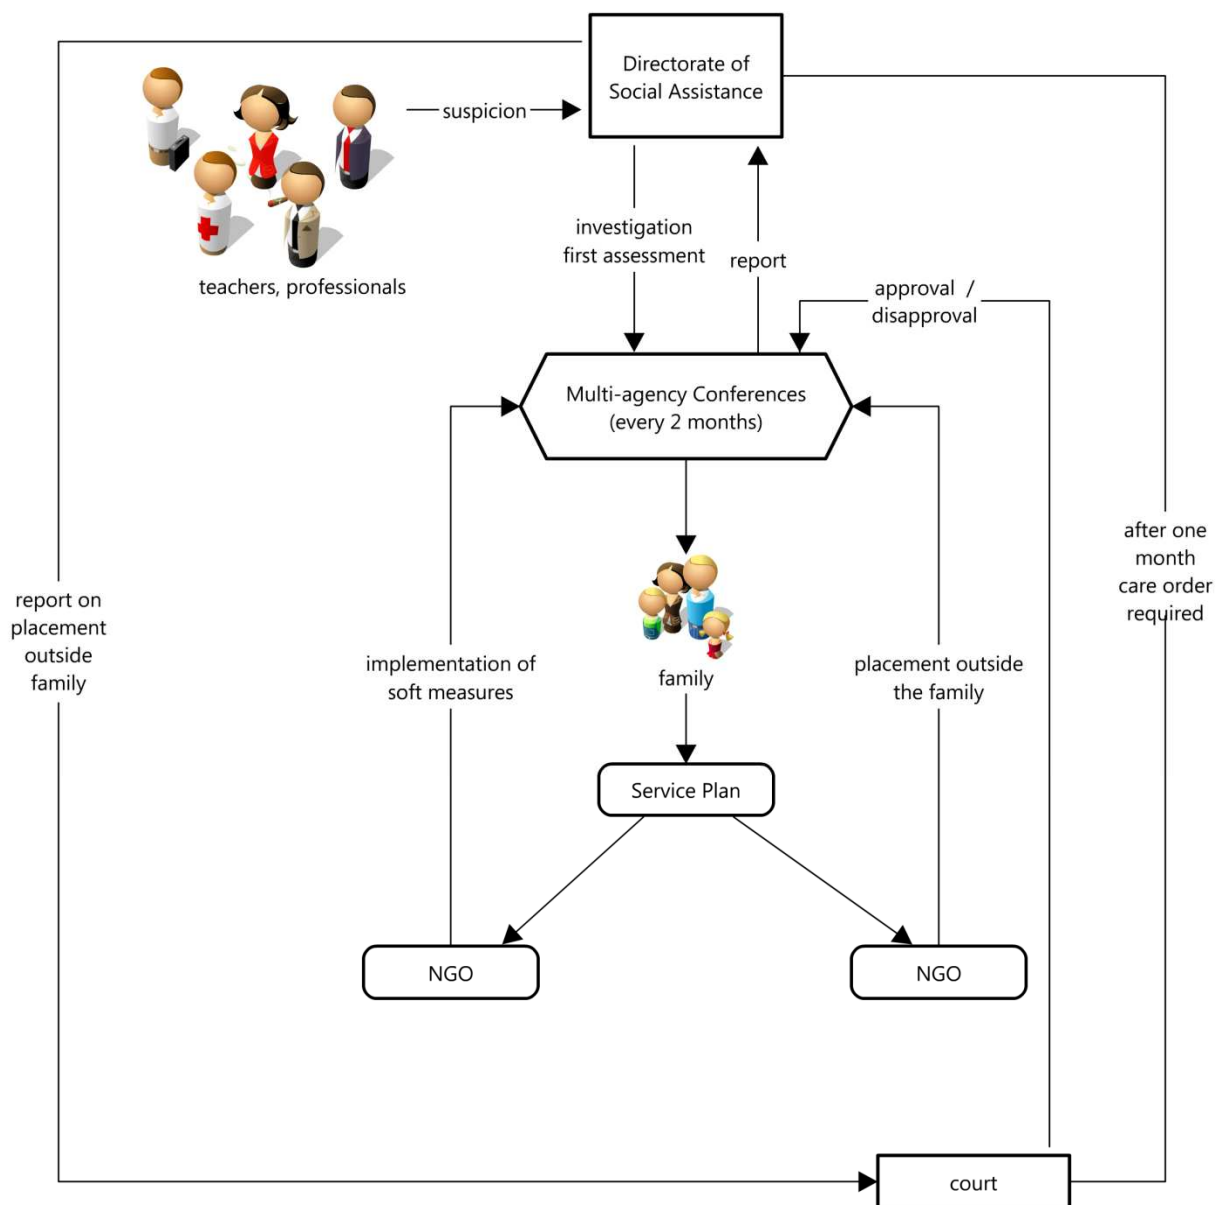 Directorate of
Social Assistance
suspicion
teachers, professionals
investigation
first assessment
report
approval / 
disapproval
Multi-agency Conferences
(every 2 months)
after one
month
care order
required
report on
placement
outside
family
implementation of
soft measures
family
placement outside
the family
Service Plan
NGO
NGO
court